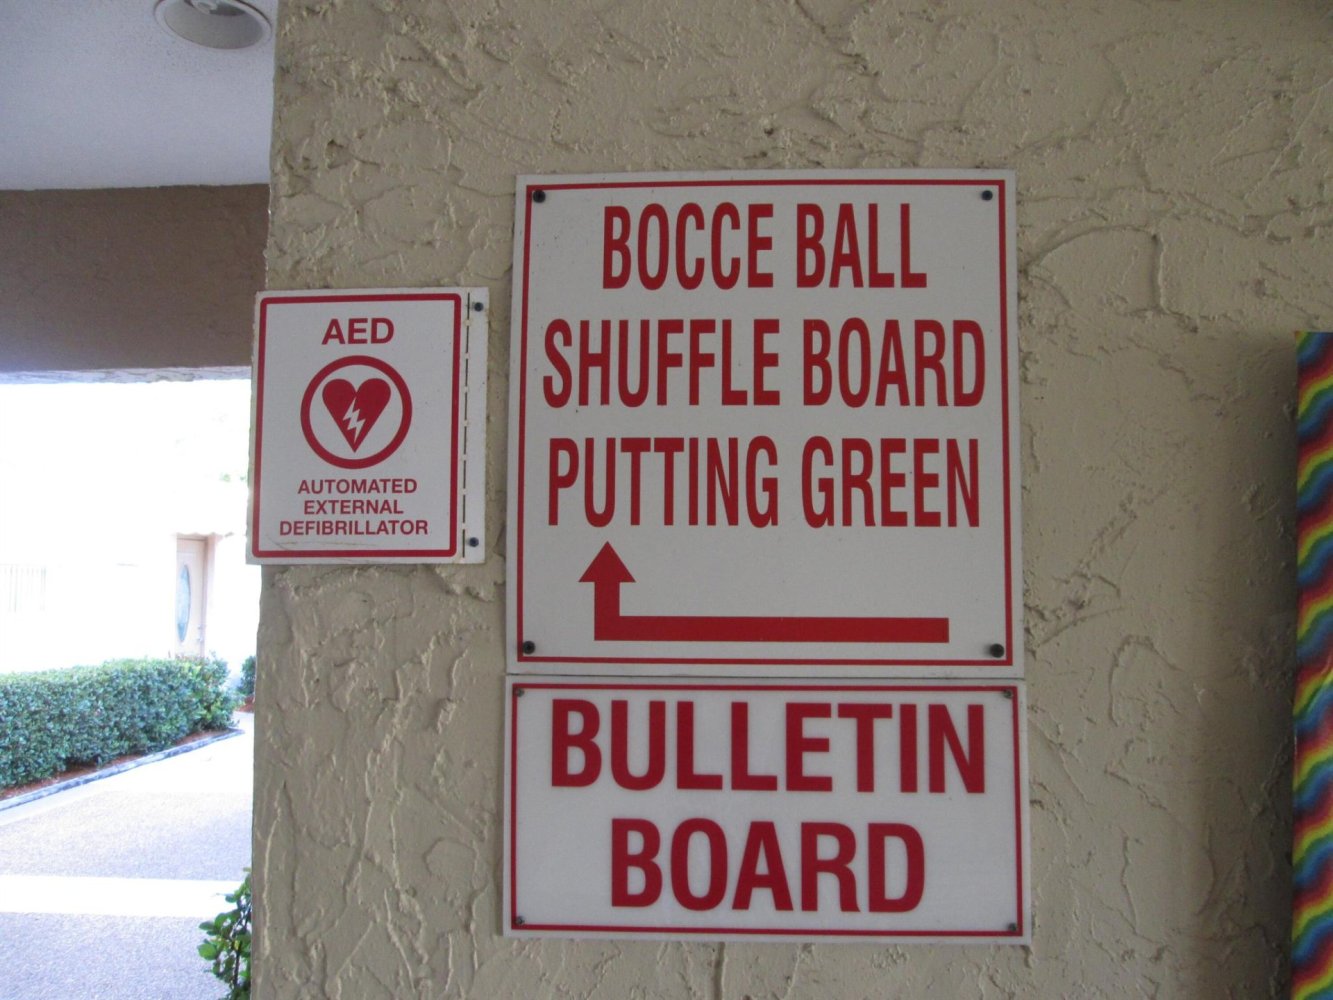 AED
AUTOMATED
EXTERNAL
DEFIBRILLATOR
BOCCE BALL
SHUFFLE BOARD
PUTTING GREEN
BULLETIN
BOARD